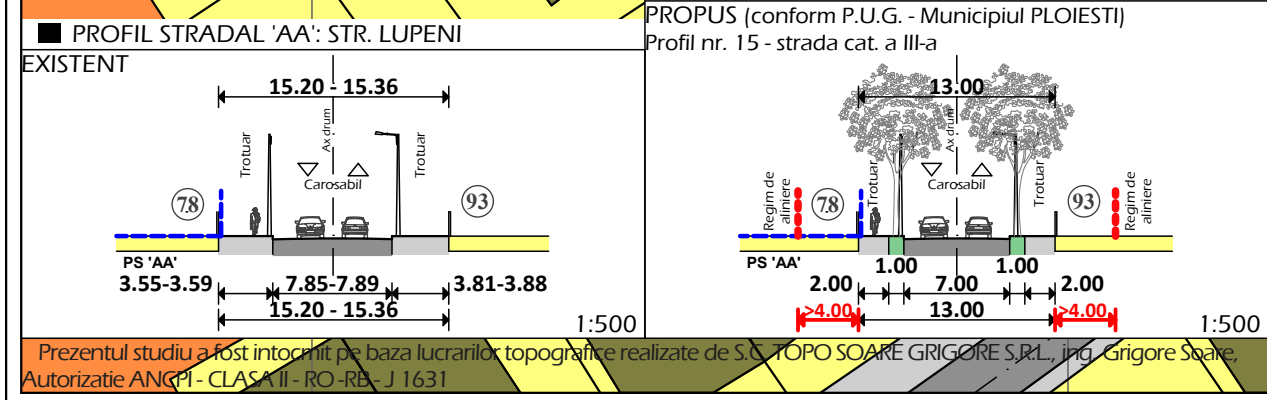 PROFIL STRADAL 'AA': STR. LUPENI
EXISTENT
15.20 - 15.36
Trotuar
Ax drum
Trotuar
Carosabil
78
93
PS 'AA'
3.55-3.59
7.85-7.89
3.81-3.88
15.20 - 15.36
1:500
PROPUS (conform P.U.G. - Municipiul PLOIESTI)
Profil nr. 15 - strada cat. a III-a
13.00
Regim de
aliniere
Trotuar
Ax drum
Trotuar
Regim de
aliniere
Carosabil
78
93
PS 'AA'
1.00
1.00
2.00
7.00
2.00
>4.00
13.00
>4.00
1:500
Prezentul studiu a fost intocmit pe baza lucrarilor topografice realizate de S.C. TOPO SOARE GRIGORE S.R.L., ing. Grigore Soare,
Autorizatie ANCPI - CLASA II - RO -RB - J 1631